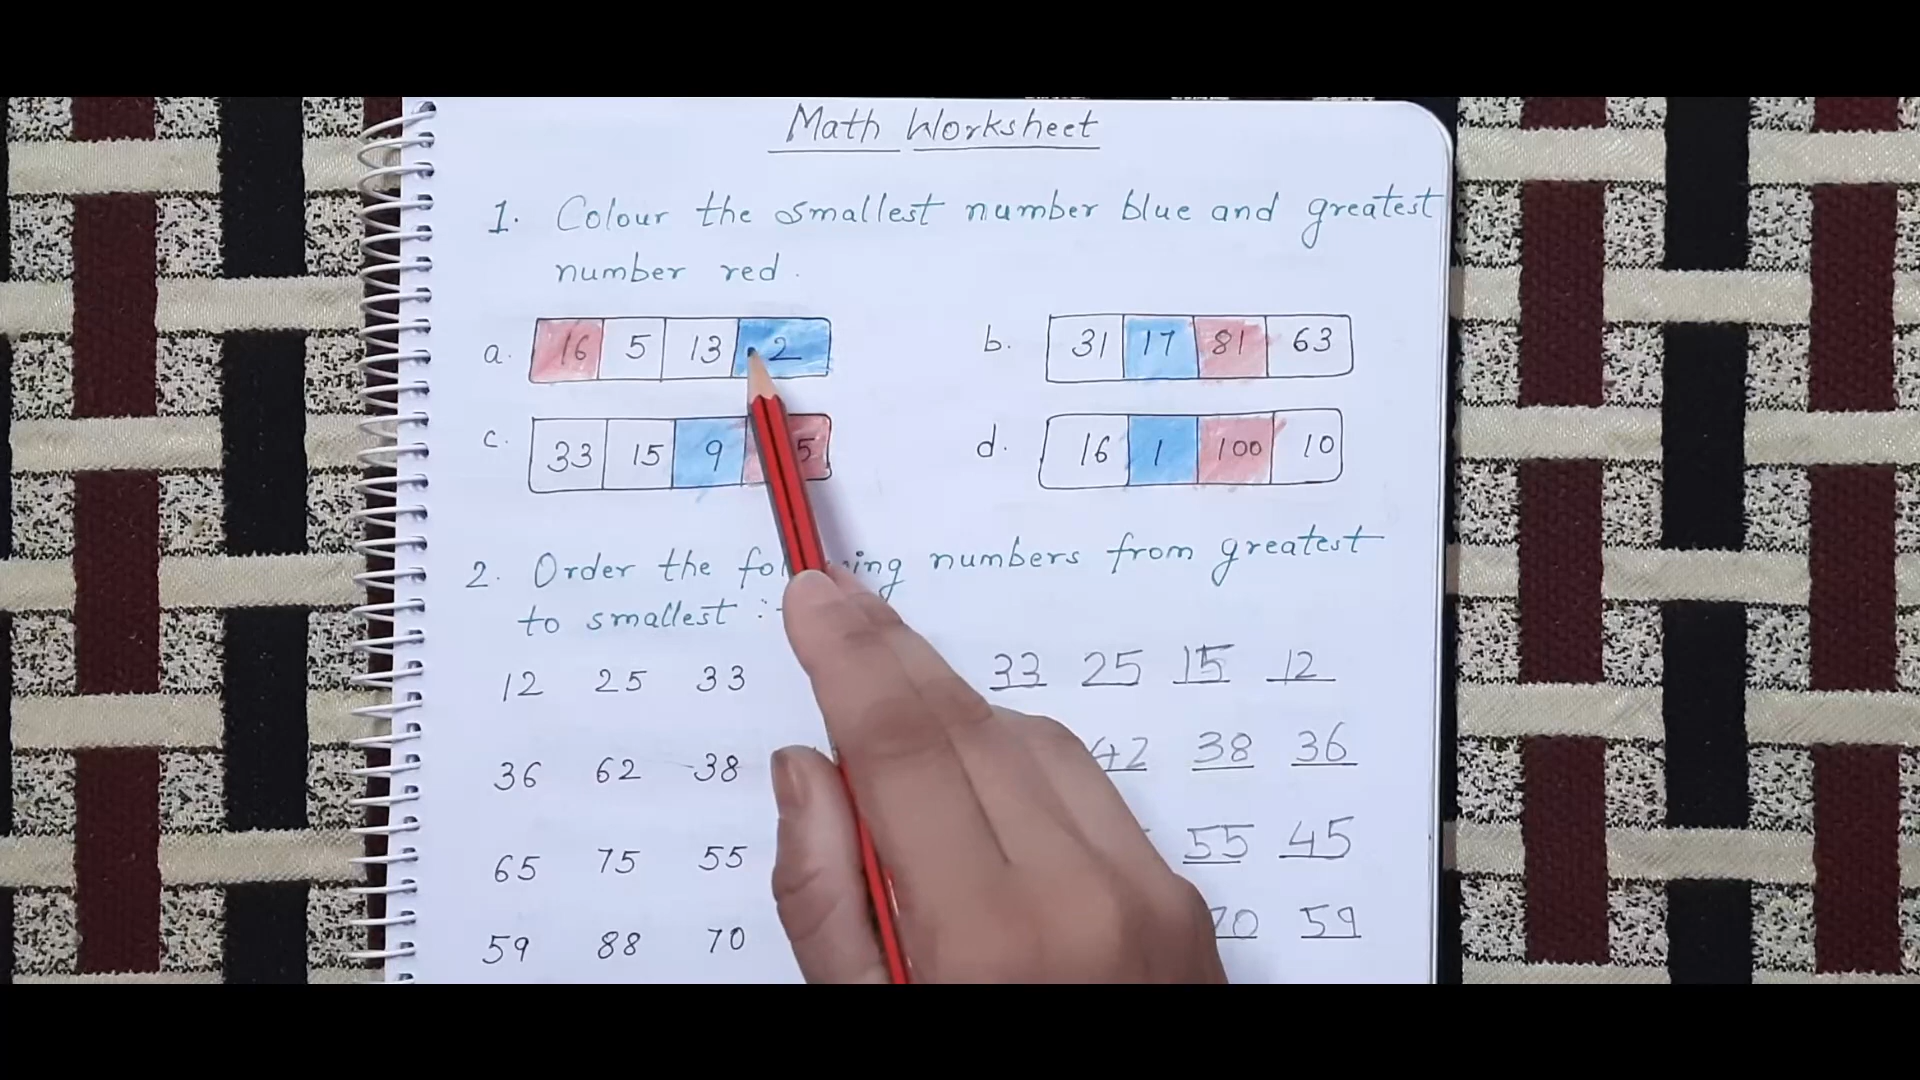 Math Worksheet
1. Colour the smallest number blue and greatest
number red.
a. 16 5 13 2
b. 31 17 81 63
c. 33 15 9
d. 16 1 100 10
2. Order the numbers from greatest
to smallest :-
12 25 33
33 25 15 12
36 62 38
42 38 36
65 75 55
55 45
59 88 70
70 59